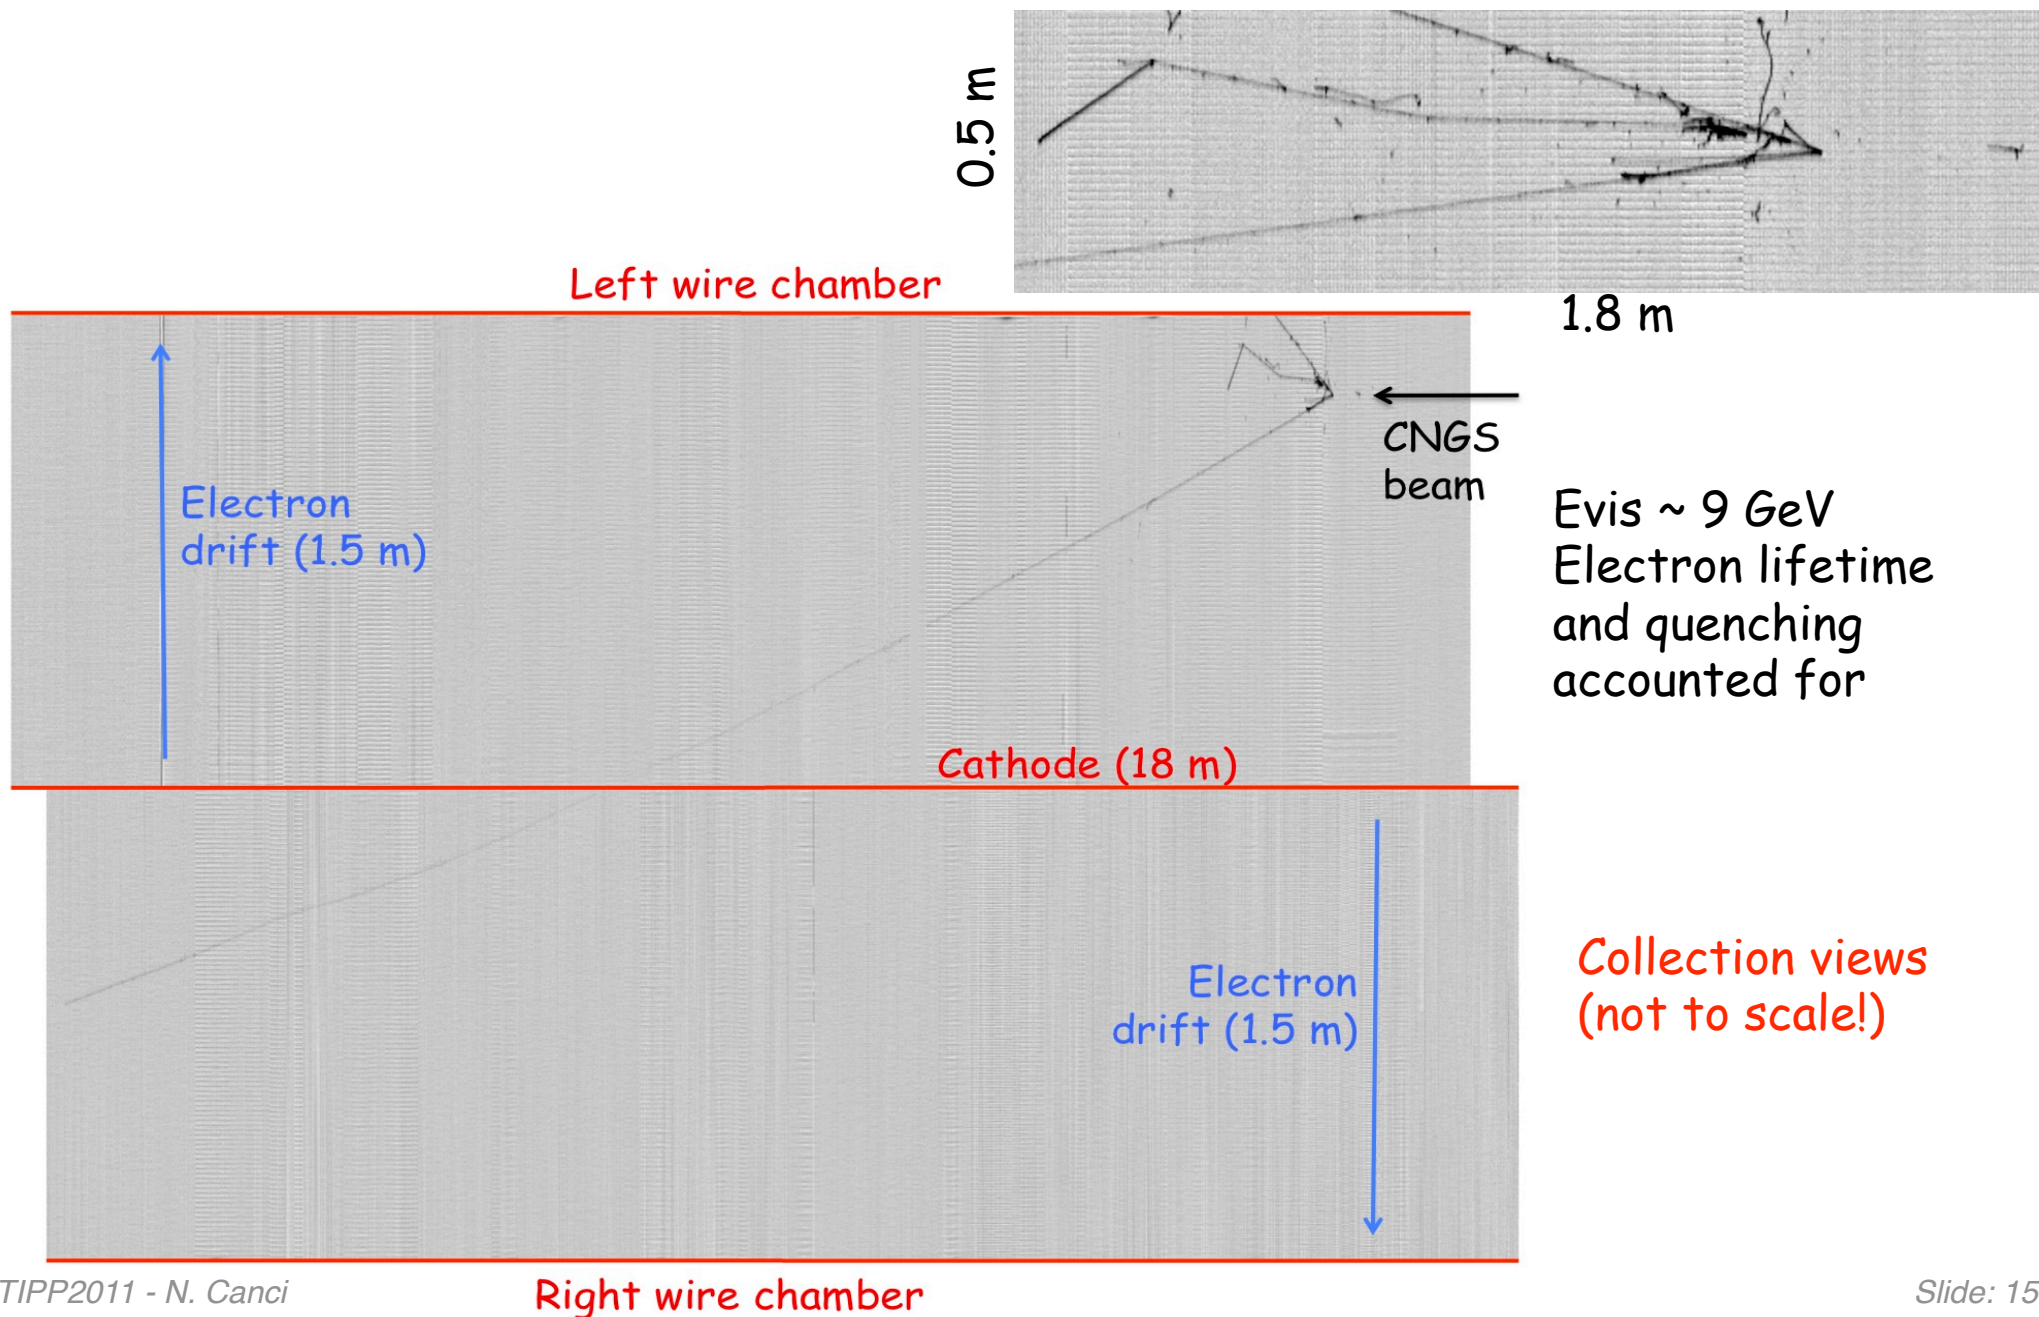 0.5 m
1.8 m
Left wire chamber
CNGS
beam
Electron
drift (1.5 m)
Evis ~ 9 GeV
Electron lifetime
and quenching
accounted for
Cathode (18 m)
Electron
drift (1.5 m)
Collection views
(not to scale!)
Right wire chamber
TIPP2011 - N. Canci
Slide: 15